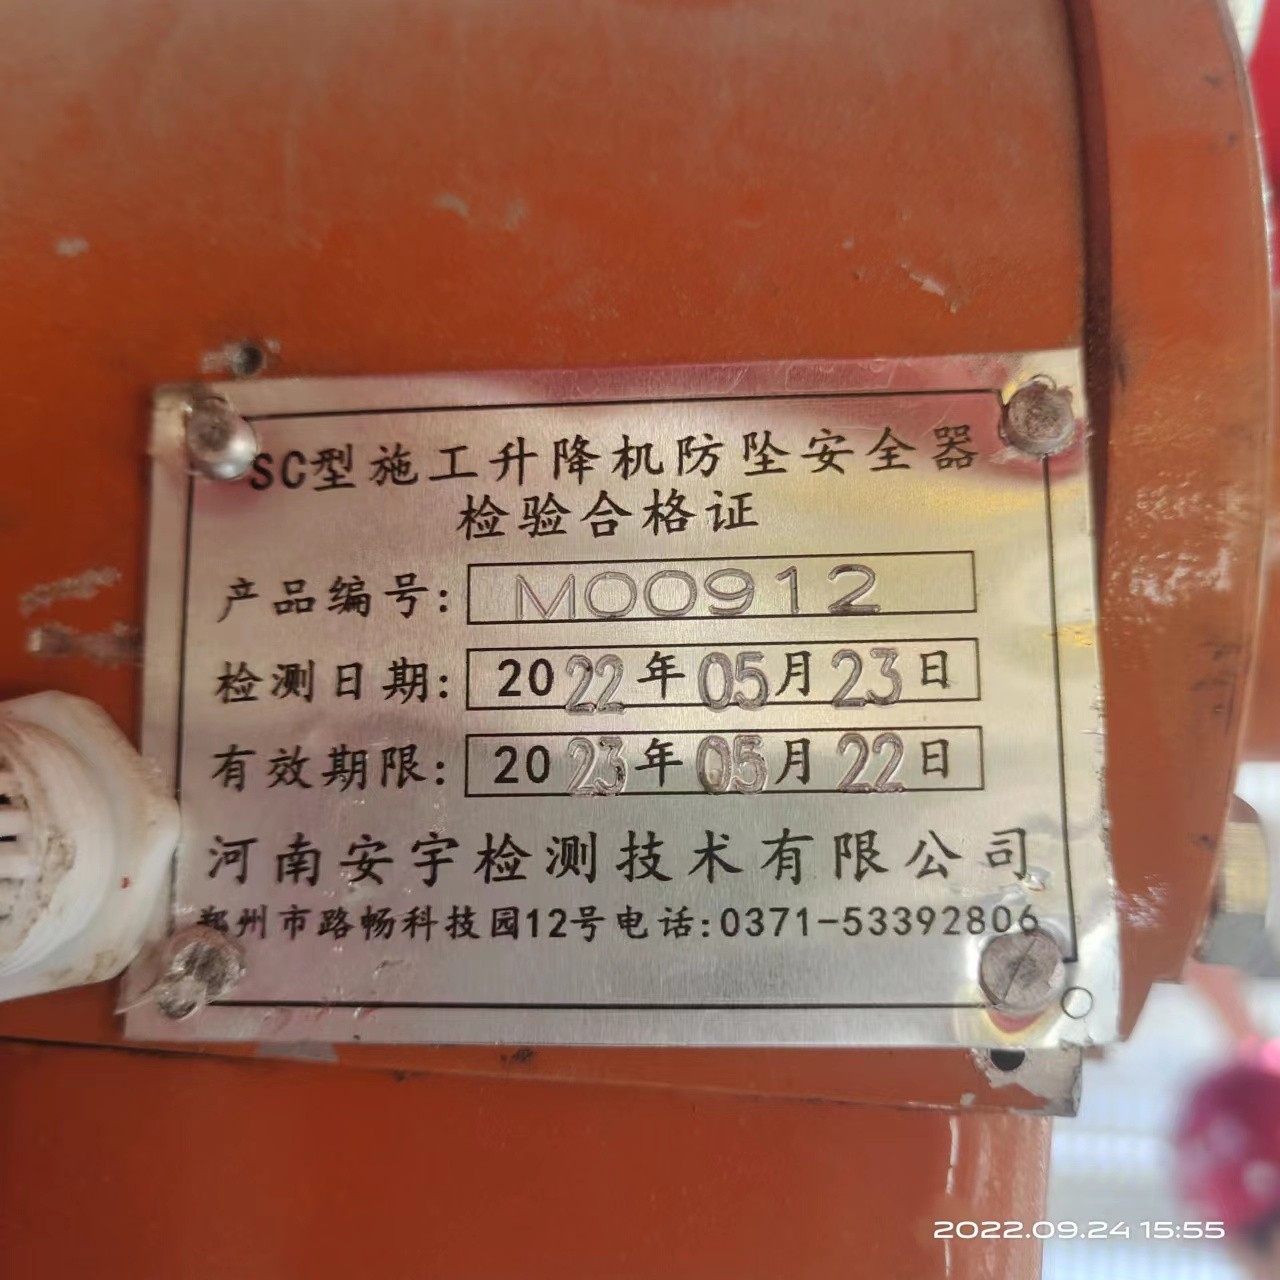 SC型施工升降机防坠安全器
检验合格证
产品编号: M00912
检测日期: 2022年05月23日
有效期限: 2023年05月22日
河南安宇检测技术有限公司
郑州市路畅科技园12号电话:0371-53392806
2022.09.24 15:55